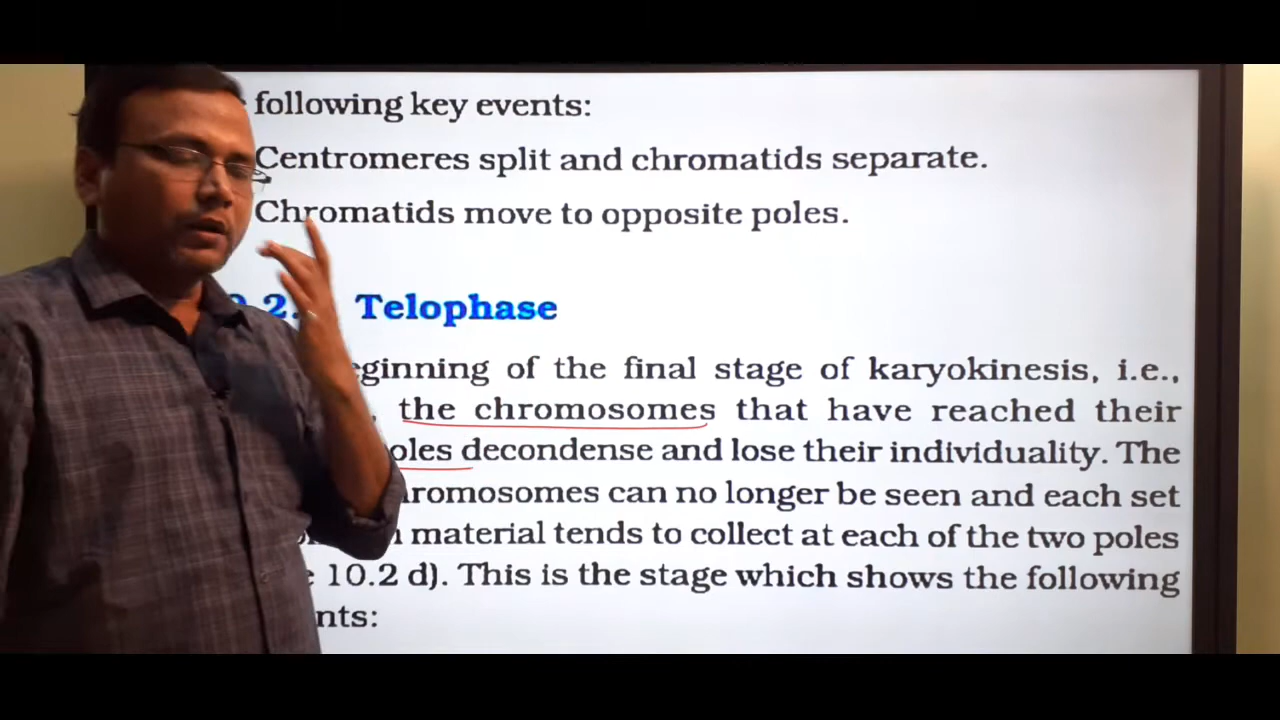 following key events:
Centromeres split and chromatids separate.
Chromatids move to opposite poles.
2. Telophase
ginning of the final stage of karyokinesis, i.e.,
, the chromosomes that have reached their
oles decondense and lose their individuality. The
romosomes can no longer be seen and each set
material tends to collect at each of the two poles
10.2 d). This is the stage which shows the following
nts: